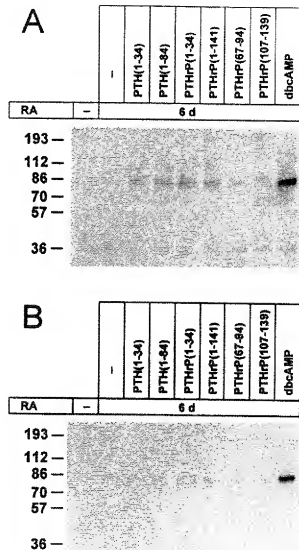 A
–
PTH(1-34)
PTH(1-84)
PTHrP(1-34)
PTHrP(1-141)
PTHrP(67-94)
PTHrP(107-139)
dbcAMP
RA – 6 d
193 –
112 –
86 –
70 –
57 –
36 –
B
–
PTH(1-34)
PTH(1-84)
PTHrP(1-34)
PTHrP(1-141)
PTHrP(67-84)
PTHrP(107-139)
dbcAMP
RA – 6 d
193 –
112 –
86 –
70 –
57 –
36 –